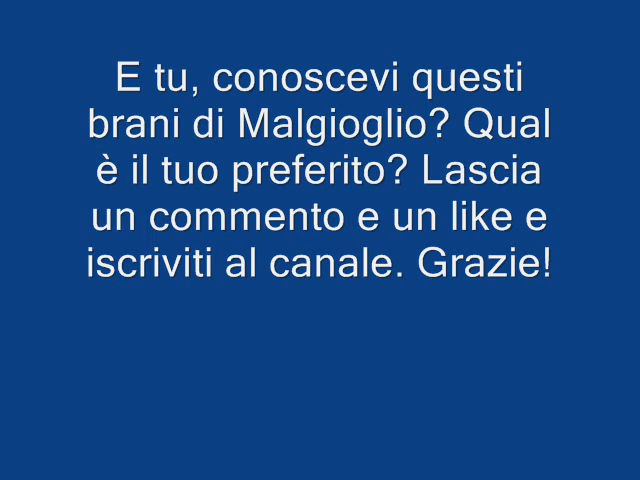 E tu, conoscevi questi
brani di Malgioglio? Qual
è il tuo preferito? Lascia
un commento e un like e
iscriviti al canale. Grazie!